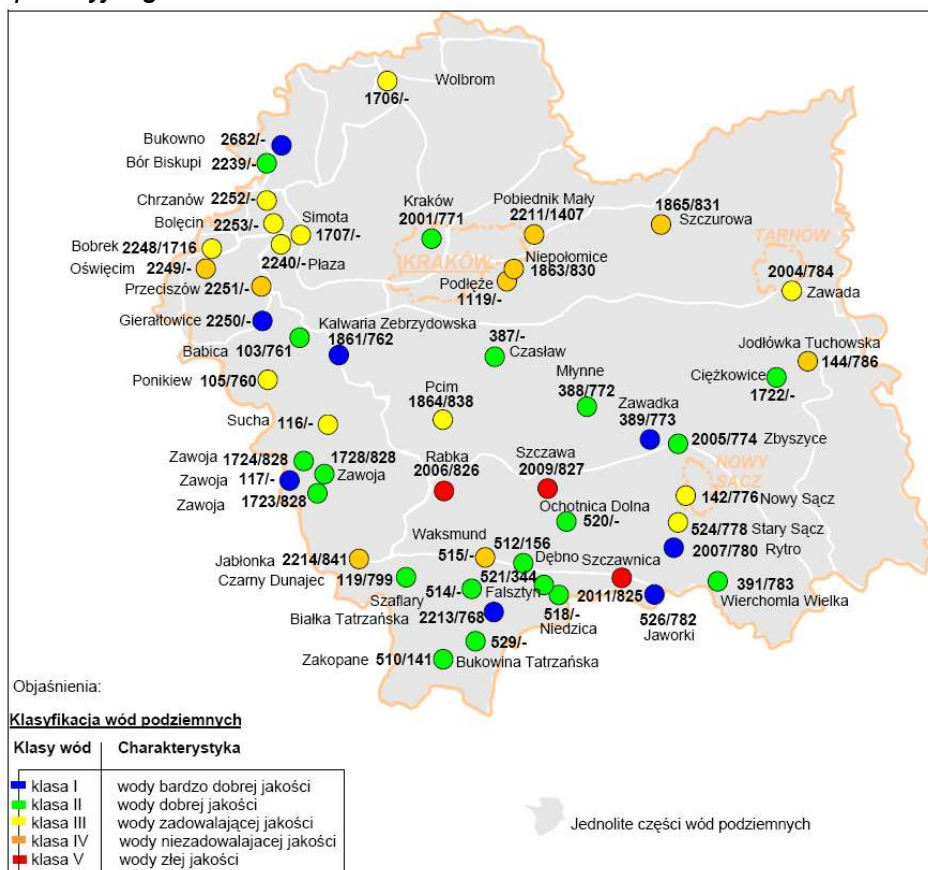 Wolbrom
1706/-
Bukowno 2682/-
Bór Biskupi 2239/-
Chrzanów 2252/-
Bolęcin 2253/-
Simota
1707/-
Bobrek 2248/1716
2240/- Płaza
Oświęcim 2249/-
Przeciszów 2251/-
Gierałtowice 2250/-
Kraków
2001/771
KRAKÓW
Pobiednik Mały
2211/1407
Niepołomice
1863/830
Podłęże
1119/-
1865/831
Szczurowa
TARNÓW
2004/784
Zawada
Kalwaria Zebrzydowska
1861/762
Babica 103/761
Ponikiew 105/760
387/-
Czasław
Jodłówka Tuchowska
144/786
Ciężkowice
1722/-
Młynne
388/772
Zawadka
389/773
2005/774 Zbyszyce
Pcim
1864/838
Sucha 116/-
Zawoja 1724/828
1728/828
Zawoja
Zawoja 117/-
Zawoja 1723/828
Rabka
2006/826
Szczawa
2009/827
NOWY
SĄCZ
142/776 Nowy Sącz
Ochotnica Dolna
520/-
524/778 Stary Sącz
2007/780 Rytro
Waksmund
515/-
512/156
Dębno
Szczawnica
2011/825
Jabłonka 2214/841
Czarny Dunajec 119/799
521/344
Falsztyn
Szaflary 514/-
518/-
Niedzica
391/783
Wierchomla Wielka
526/782
Jaworki
Białka Tatrzańska 2213/768
529/-
Bukowina Tatrzańska
Zakopane 510/141
Objaśnienia:
Klasyfikacja wód podziemnych
Klasy wód Charakterystyka
klasa I wody bardzo dobrej jakości
klasa II wody dobrej jakości
klasa III wody zadowalającej jakości
klasa IV wody niezadowalajacej jakości
klasa V wody złej jakości
Jednolite części wód podziemnych